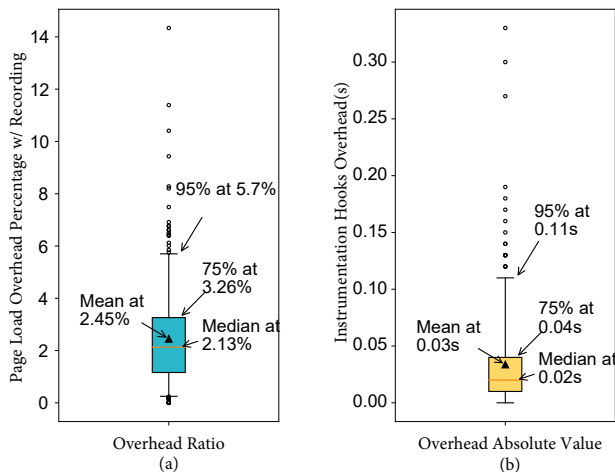 Page Load Overhead Percentage w/ Recording
14
12
10
8
6
4
2
0
95% at 5.7%
75% at
3.26%
Mean at
2.45%
Median at
2.13%
Overhead Ratio
(a)
Instrumentation Hooks Overhead(s)
0.30
0.25
0.20
0.15
0.10
0.05
0.00
95% at
0.11s
75% at
0.04s
Mean at
0.03s
Median at
0.02s
Overhead Absolute Value
(b)